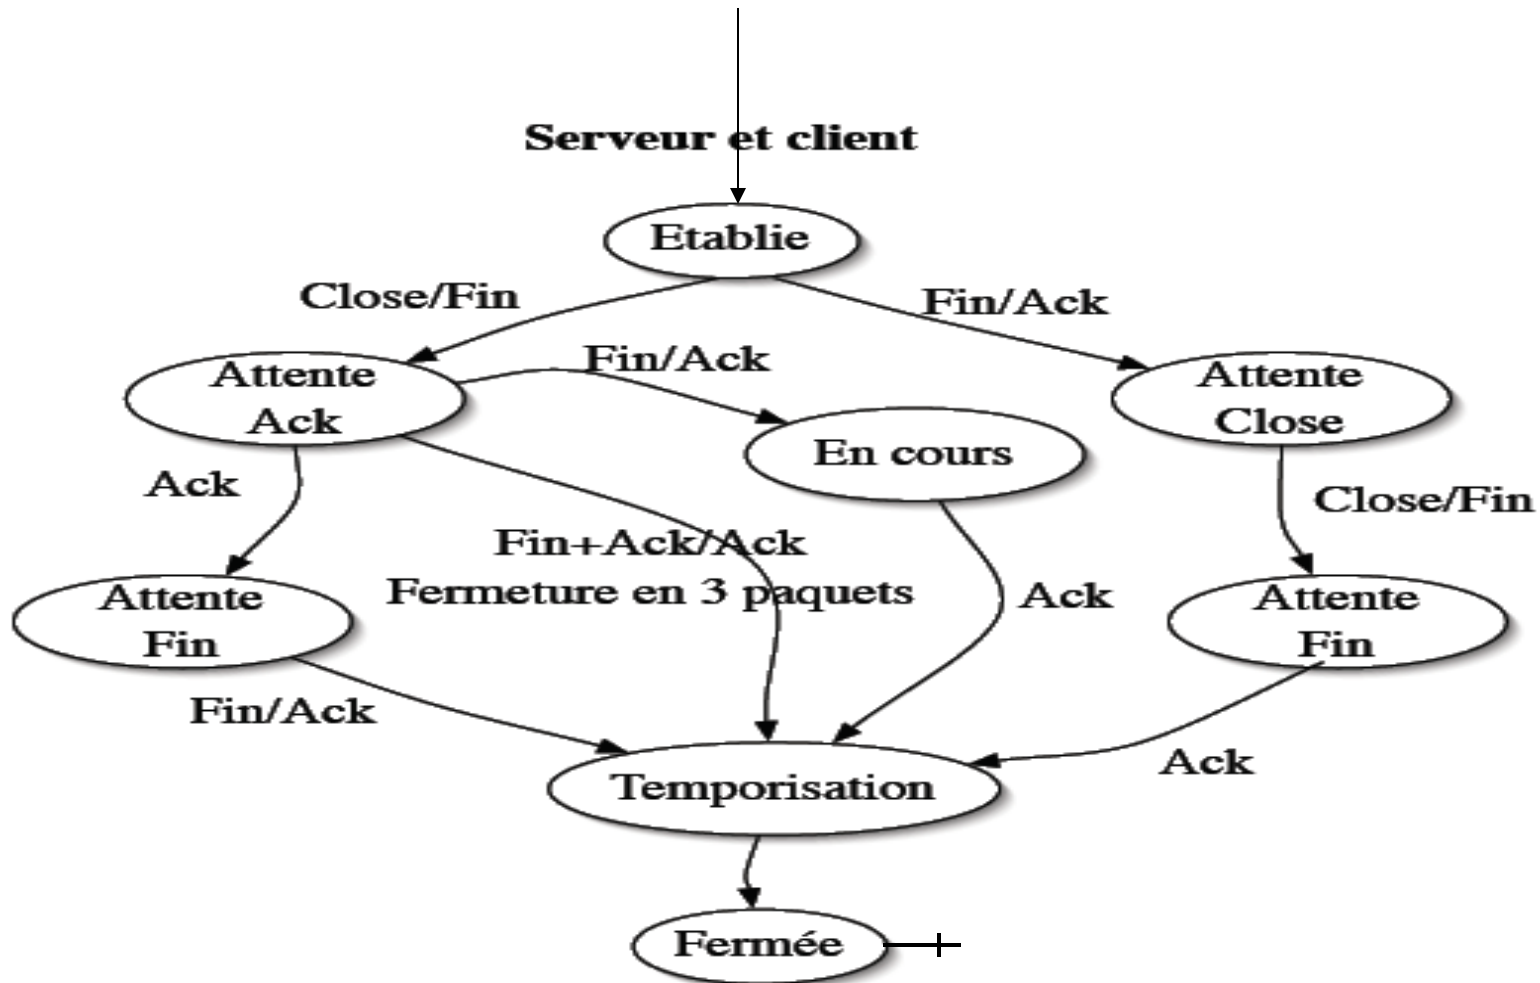 Serveur et client
Etablie
Close/Fin
Fin/Ack
Fin/Ack
Attente
Ack
Attente
Close
En cours
Ack
Close/Fin
Fin+Ack/Ack
Fermeture en 3 paquets
Ack
Attente
Fin
Attente
Fin
Fin/Ack
Ack
Temporisation
Fermée